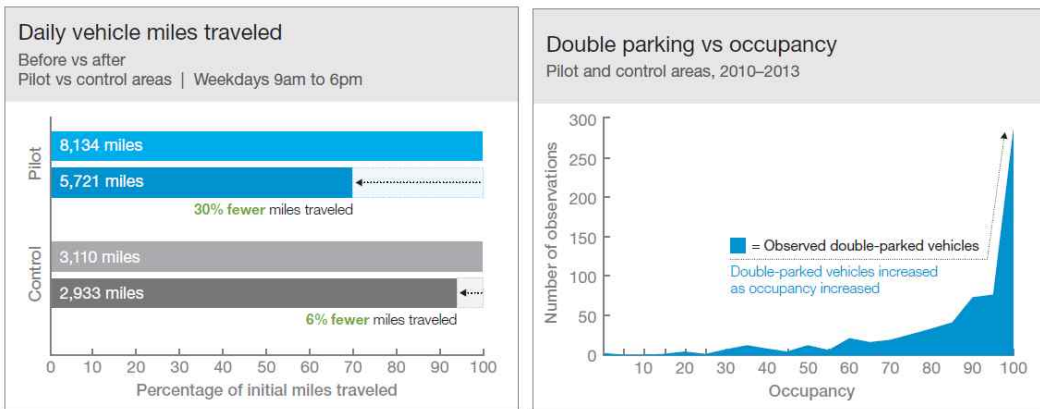 Daily vehicle miles traveled
Before vs after
Pilot vs control areas | Weekdays 9am to 6pm
Pilot
8,134 miles
5,721 miles
30% fewer miles traveled
Control
3,110 miles
2,933 miles
6% fewer miles traveled
0 10 20 30 40 50 60 70 80 90 100
Percentage of initial miles traveled
Double parking vs occupancy
Pilot and control areas, 2010–2013
Number of observations
300
250
200
150
100
50
0
= Observed double-parked vehicles
Double-parked vehicles increased
as occupancy increased
10 20 30 40 50 60 70 80 90 100
Occupancy